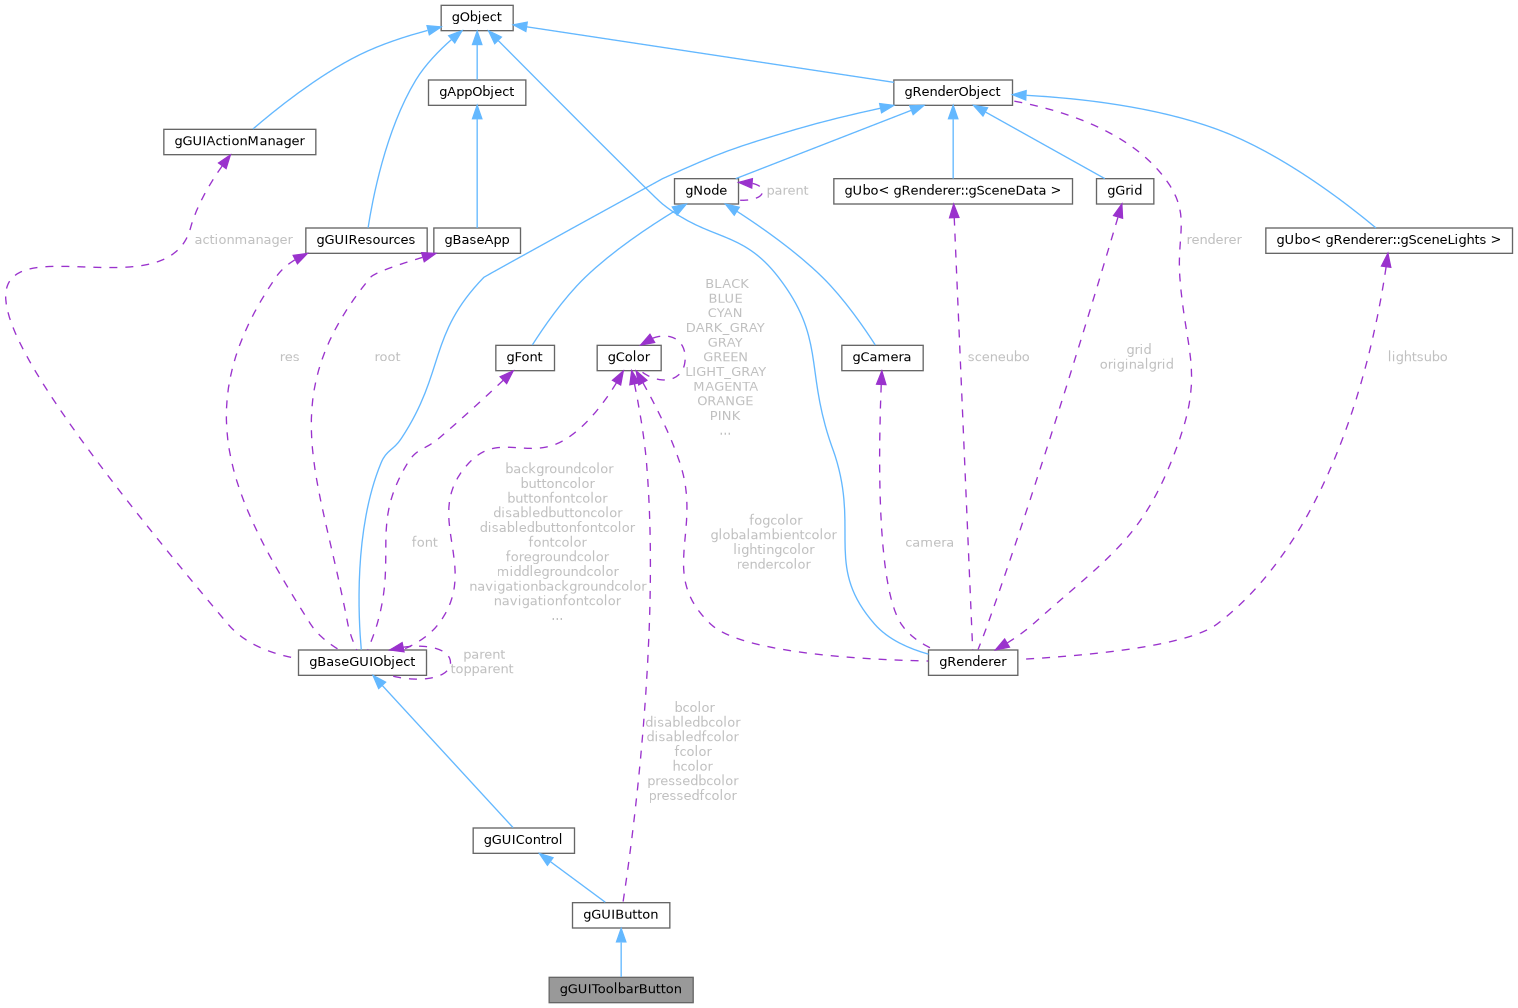 gObject
gAppObject
gRenderObject
gGUIActionManager
gNode
parent
gUbo< gRenderer::gSceneData >
gGrid
gGUIResources
gBaseApp
actionmanager
renderer
gUbo< gRenderer::gSceneLights >
BLACK
BLUE
CYAN
DARK_GRAY
GRAY
GREEN
LIGHT_GRAY
MAGENTA
ORANGE
PINK
...
res
root
gFont
gColor
gCamera
sceneubo
grid
originalgrid
lightsubo
backgroundcolor
buttoncolor
buttonfontcolor
disabledbuttoncolor
disabledbuttonfontcolor
fontcolor
foregroundcolor
middlegroundcolor
navigationbackgroundcolor
navigationfontcolor
...
font
fogcolor
globalambientcolor
lightingcolor
rendercolor
camera
gBaseGUIObject
parent
topparent
gRenderer
bcolor
disabledbcolor
disabledfcolor
fcolor
hcolor
pressedbcolor
pressedfcolor
gGUIControl
gGUIButton
gGUIToolbarButton